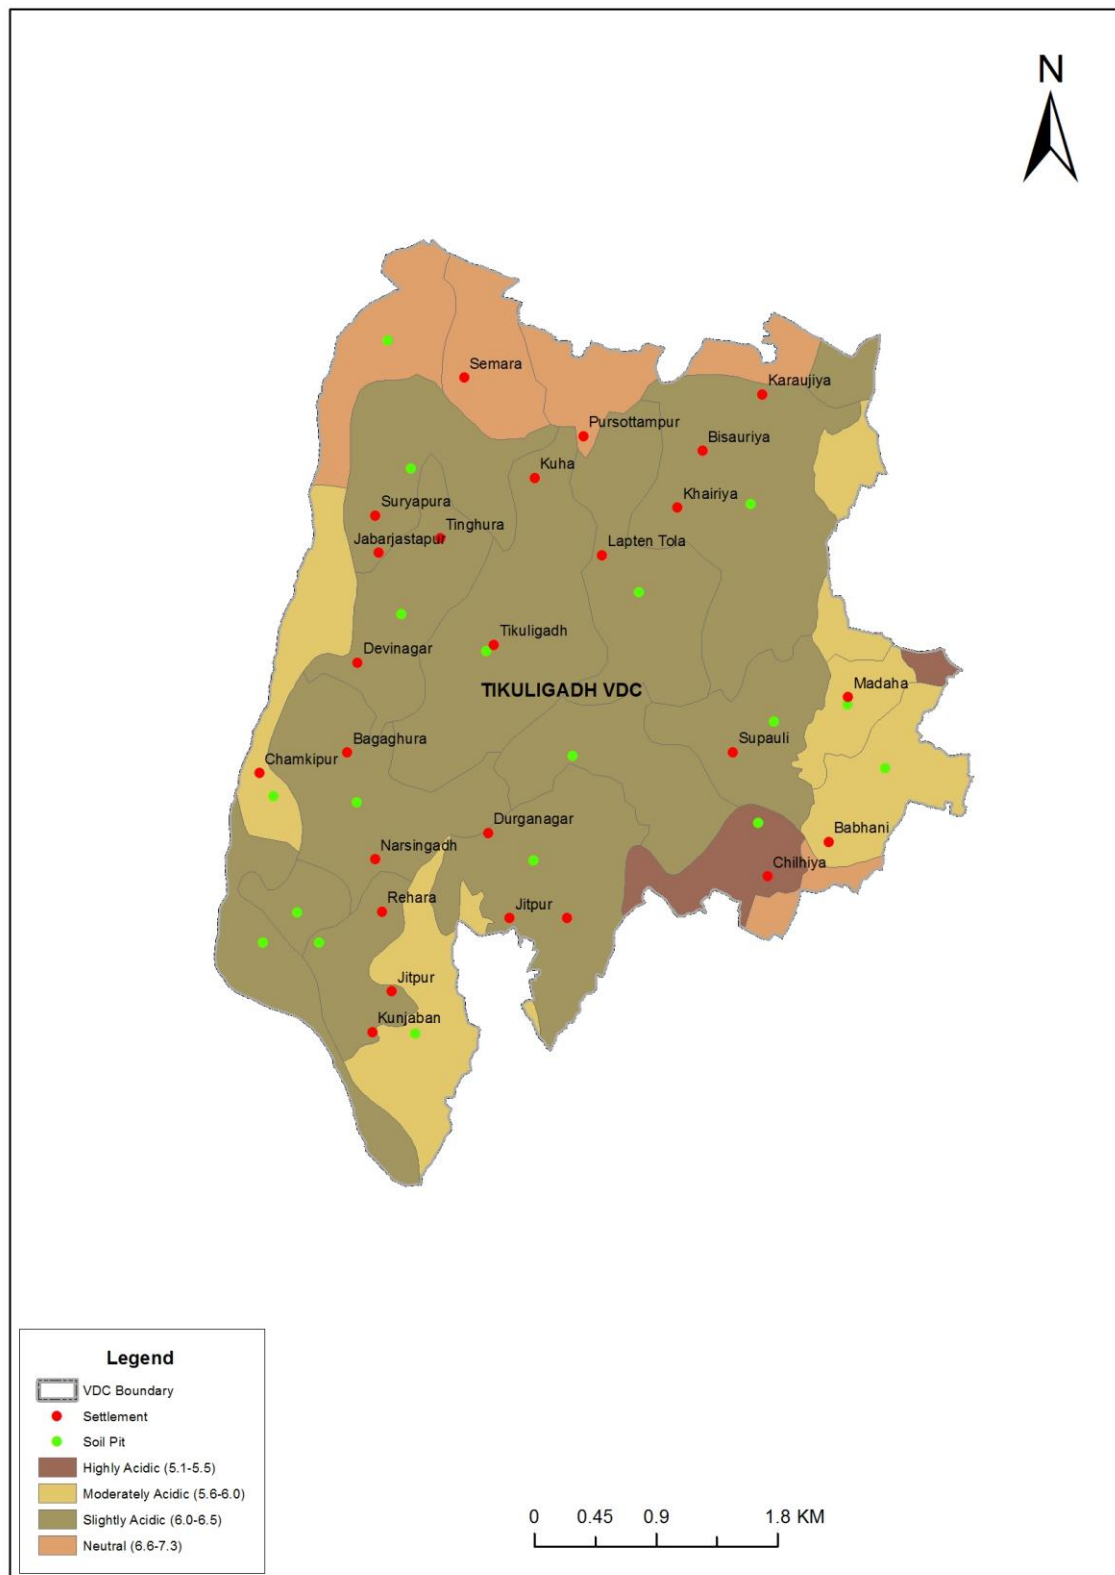 N
Semara
Karaujiya
Pursottampur
Bisauriya
Kuha
Khairiya
Suryapura
Tinghura
Jabarjastapur
Lapten Tola
Tikuligadh
Devinagar
TIKULIGADH VDC
Madaha
Bagaghura
Supauli
Chamkipur
Durganagar
Babhani
Narsingadh
Chilhiya
Rehara
Jitpur
Jitpur
Kunjaban
Legend
VDC Boundary
Settlement
Soil Pit
Highly Acidic (5.1-5.5)
Moderately Acidic (5.6-6.0)
Slightly Acidic (6.0-6.5)
Neutral (6.6-7.3)
0 0.45 0.9 1.8 KM